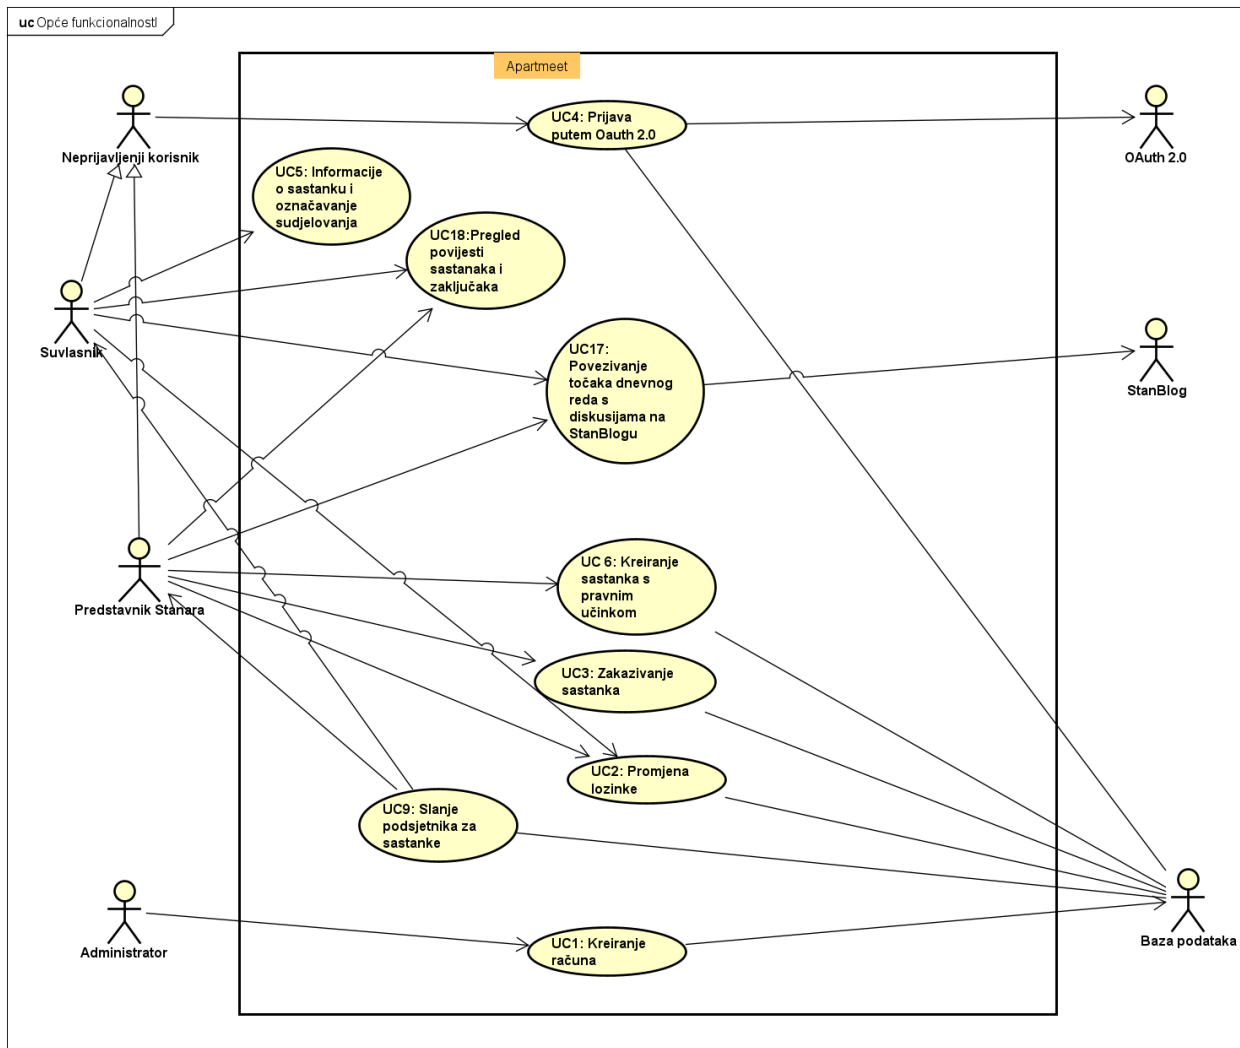 uc Opće funkcionalnostI
Apartmeet
UC4: Prijava
putem Oauth 2.0
Neprijavljenji korisnik
OAuth 2.0
UC5: Informacije
o sastanku i
označavanje
sudjelovanja
UC18:Pregled
povijesti
sastanaka i
zaključaka
Suvlasnik
UC17:
Povezivanje
točaka dnevnog
reda s
diskusijama na
StanBlogu
StanBlog
Predstavnik Stanara
UC 6: Kreiranje
sastanka s
pravnim
učinkom
UC3: Zakazivanje
sastanka
UC2: Promjena
lozinke
UC9: Slanje
podsjetnika za
sastanke
Administrator
UC1: Kreiranje
računa
Baza podataka